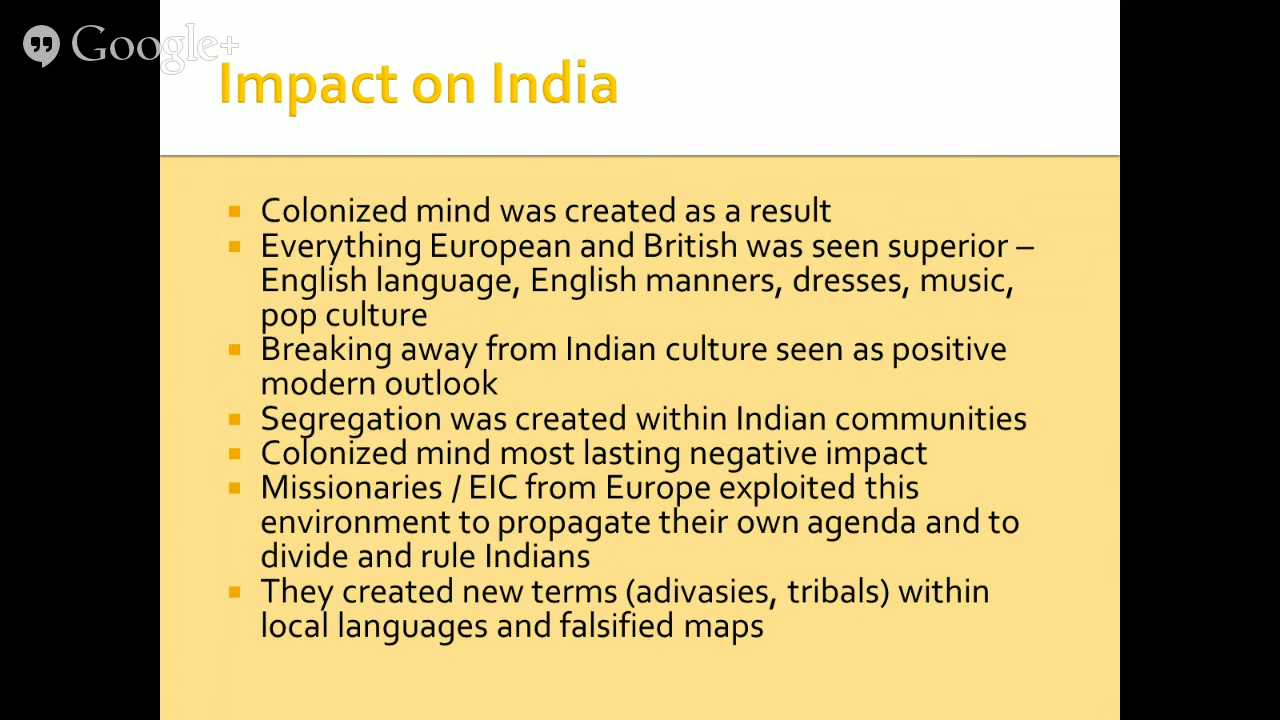 Google+
Impact on India
Colonized mind was created as a result
Everything European and British was seen superior –
English language, English manners, dresses, music,
pop culture
Breaking away from Indian culture seen as positive
modern outlook
Segregation was created within Indian communities
Colonized mind most lasting negative impact
Missionaries / EIC from Europe exploited this
environment to propagate their own agenda and to
divide and rule Indians
They created new terms (adivasies, tribals) within
local languages and falsified maps